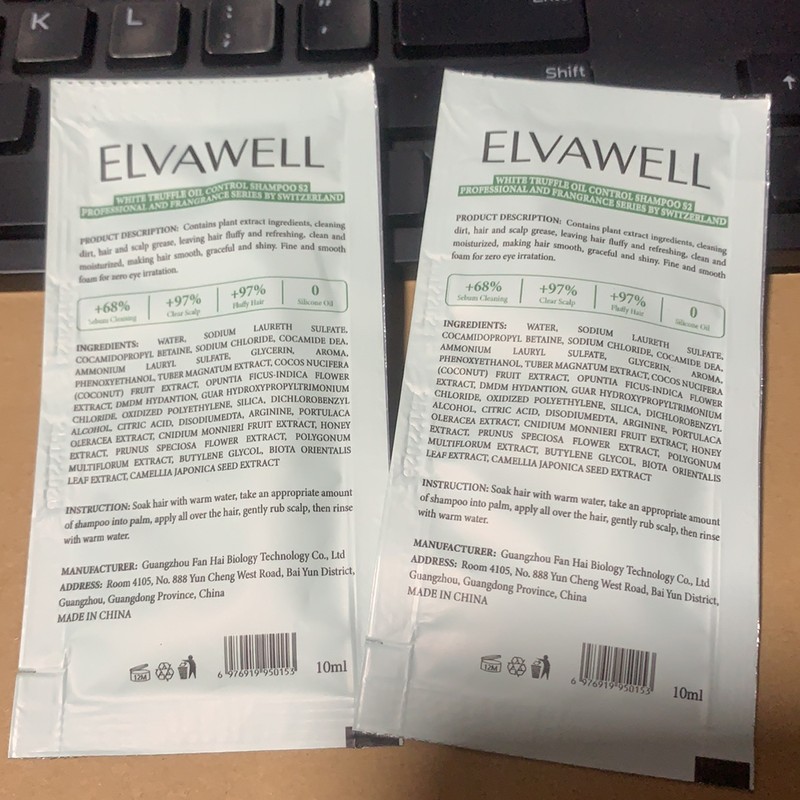 K
L
:
;
"
'
Enter
Shift
ELVAWELL
WHITE TRUFFLE OIL CONTROL SHAMPOO S2
PROFESSIONAL AND FRANGRANCE SERIES BY SWITZERLAND
PRODUCT DESCRIPTION: Contains plant extract ingredients, cleaning
dirt, hair and scalp grease, leaving hair fluffy and refreshing, clean and
moisturized, making hair smooth, graceful and shiny. Fine and smooth
foam for zero eye irratation.
+68% +97% +97% 0
Sebum Cleaning Clear Scalp Fluffy Hair Silicone Oil
INGREDIENTS: WATER, SODIUM LAURETH SULFATE,
COCAMIDOPROPYL BETAINE, SODIUM CHLORIDE, COCAMIDE DEA,
AMMONIUM LAURYL SULFATE, GLYCERIN, AROMA,
PHENOXYETHANOL, TUBER MAGNATUM EXTRACT, COCOS NUCIFERA
(COCONUT) FRUIT EXTRACT, OPUNTIA FICUS-INDICA FLOWER
EXTRACT, DMDM HYDANTION, GUAR HYDROXYPROPYLTRIMONIUM
CHLORIDE, OXIDIZED POLYETHYLENE, SILICA, DICHLOROBENZYL
ALCOHOL, CITRIC ACID, DISODIUMEDTA, ARGININE, PORTULACA
OLERACEA EXTRACT, CNIDIUM MONNIERI FRUIT EXTRACT, HONEY
EXTRACT, PRUNUS SPECIOSA FLOWER EXTRACT, POLYGONUM
MULTIFLORUM EXTRACT, BUTYLENE GLYCOL, BIOTA ORIENTALIS
LEAF EXTRACT, CAMELLIA JAPONICA SEED EXTRACT
INSTRUCTION: Soak hair with warm water, take an appropriate amount
of shampoo into palm, apply all over the hair, gently rub scalp, then rinse
with warm water.
MANUFACTURER: Guangzhou Fan Hai Biology Technology Co., Ltd
ADDRESS: Room 4105, No. 888 Yun Cheng West Road, Bai Yun District,
Guangzhou, Guangdong Province, China
MADE IN CHINA
12M
6 976919 950153
10ml
ELVAWELL
WHITE TRUFFLE OIL CONTROL SHAMPOO S2
PROFESSIONAL AND FRANGRANCE SERIES BY SWITZERLAND
PRODUCT DESCRIPTION: Contains plant extract ingredients, cleaning
dirt, hair and scalp grease, leaving hair fluffy and refreshing, clean and
moisturized, making hair smooth, graceful and shiny. Fine and smooth
foam for zero eye irratation.
+68% +97% +97% 0
Sebum Cleaning Clear Scalp Fluffy Hair Silicone Oil
INGREDIENTS: WATER, SODIUM LAURETH SULFATE,
COCAMIDOPROPYL BETAINE, SODIUM CHLORIDE, COCAMIDE DEA,
AMMONIUM LAURYL SULFATE, GLYCERIN, AROMA,
PHENOXYETHANOL, TUBER MAGNATUM EXTRACT, COCOS NUCIFERA
(COCONUT) FRUIT EXTRACT, OPUNTIA FICUS-INDICA FLOWER
EXTRACT, DMDM HYDANTION, GUAR HYDROXYPROPYLTRIMONIUM
CHLORIDE, OXIDIZED POLYETHYLENE, SILICA, DICHLOROBENZYL
ALCOHOL, CITRIC ACID, DISODIUMEDTA, ARGININE, PORTULACA
OLERACEA EXTRACT, CNIDIUM MONNIERI FRUIT EXTRACT, HONEY
EXTRACT, PRUNUS SPECIOSA FLOWER EXTRACT, POLYGONUM
MULTIFLORUM EXTRACT, BUTYLENE GLYCOL, BIOTA ORIENTALIS
LEAF EXTRACT, CAMELLIA JAPONICA SEED EXTRACT
INSTRUCTION: Soak hair with warm water, take an appropriate amount
of shampoo into palm, apply all over the hair, gently rub scalp, then rinse
with warm water.
MANUFACTURER: Guangzhou Fan Hai Biology Technology Co., Ltd
ADDRESS: Room 4105, No. 888 Yun Cheng West Road, Bai Yun District,
Guangzhou, Guangdong Province, China
MADE IN CHINA
12M
6 976919 950153
10ml